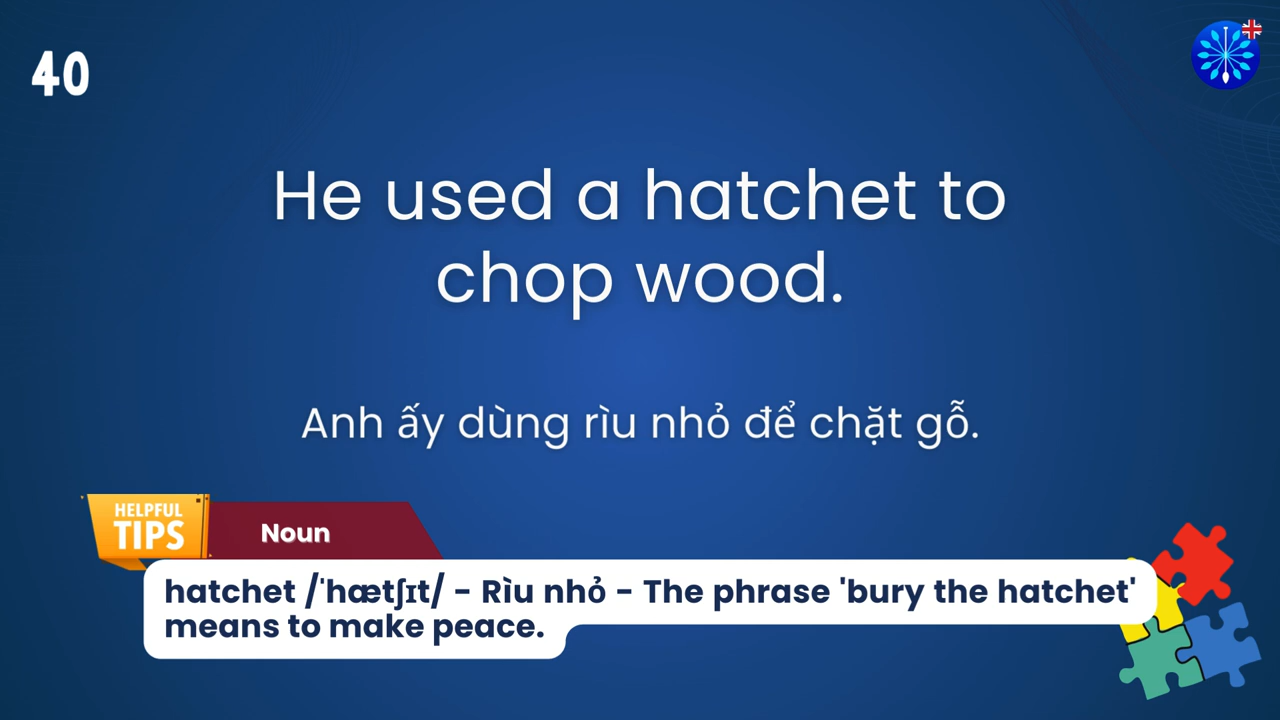 40
He used a hatchet to
chop wood.
Anh ấy dùng rìu nhỏ để chặt gỗ.
HELPFUL
TIPS
Noun
hatchet /ˈhætʃɪt/ - Rìu nhỏ - The phrase 'bury the hatchet'
means to make peace.